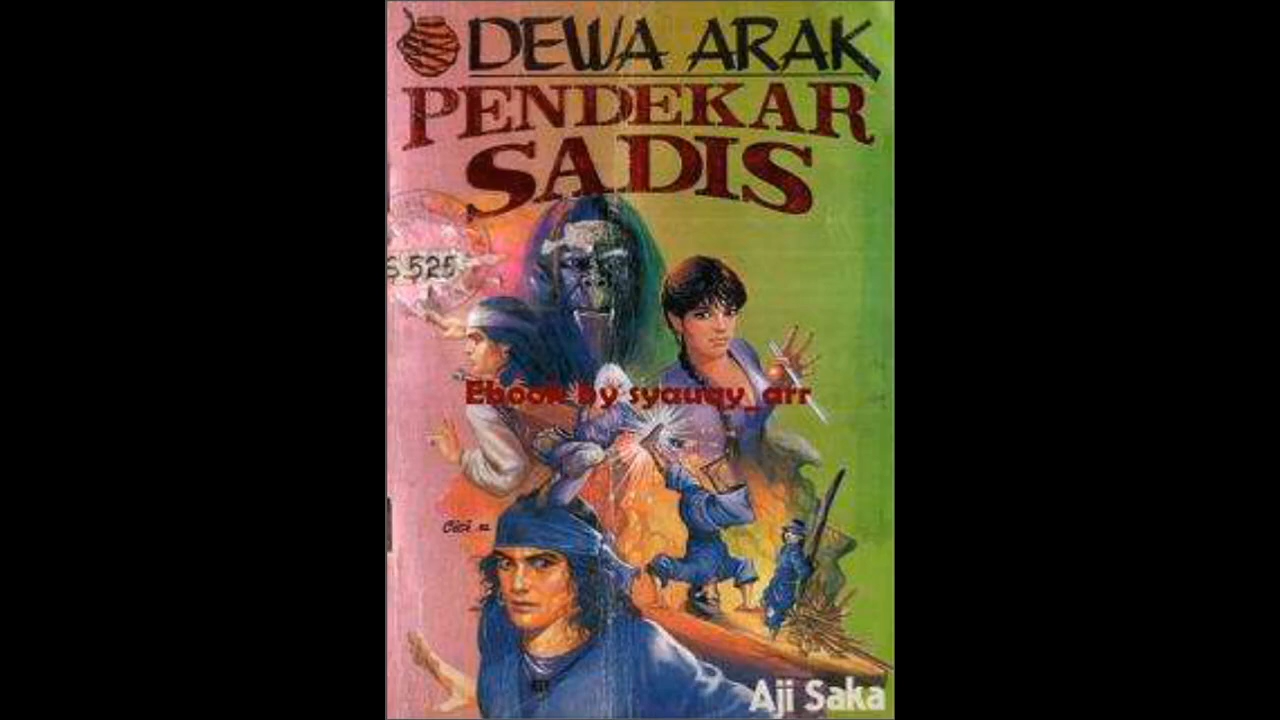 DEWA ARAK
PENDEKAR
SADIS
S 525
Ebook by syauqy_arr
Aji Saka